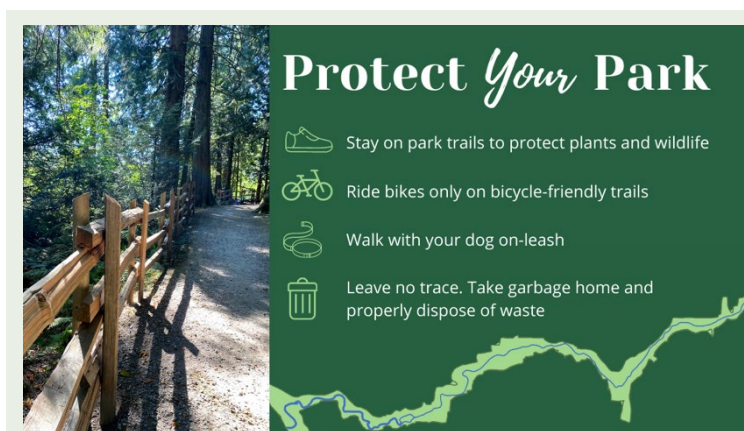 Protect Your Park
Stay on park trails to protect plants and wildlife
Ride bikes only on bicycle-friendly trails
Walk with your dog on-leash
Leave no trace. Take garbage home and
properly dispose of waste